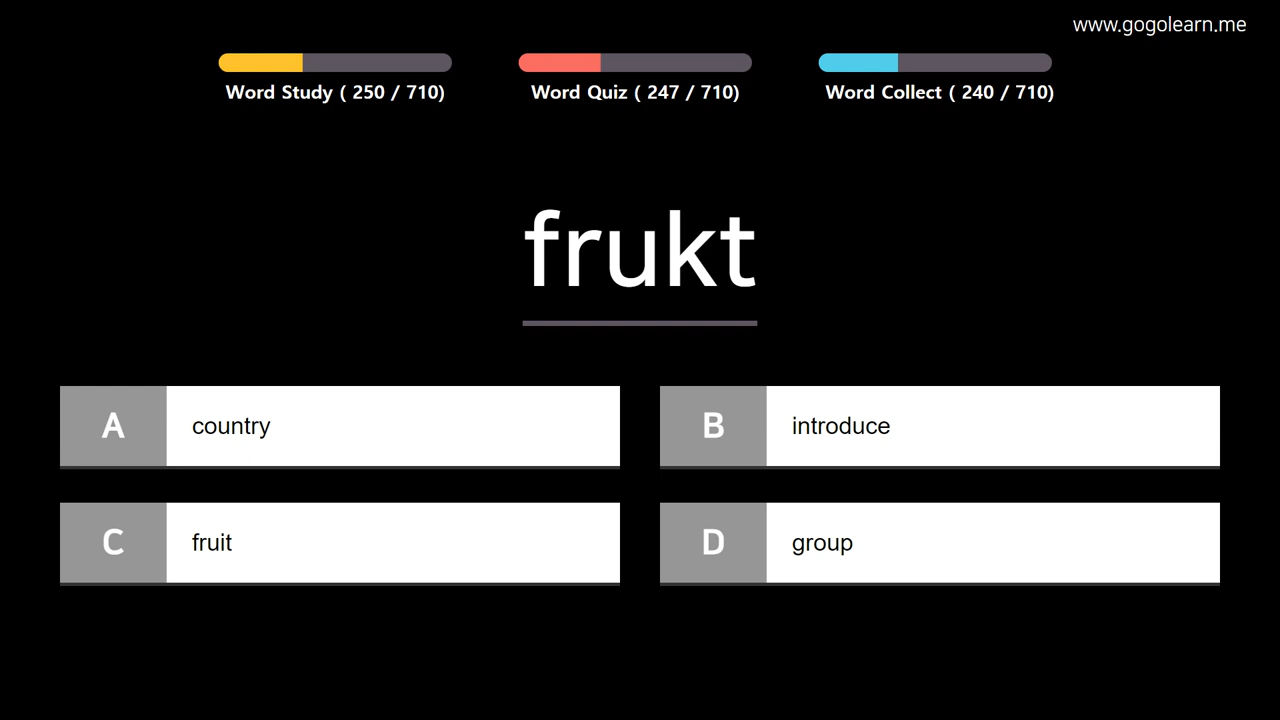 www.gogolearn.me
Word Study ( 250 / 710)
Word Quiz ( 247 / 710)
Word Collect ( 240 / 710)
frukt
A country
B introduce
C fruit
D group